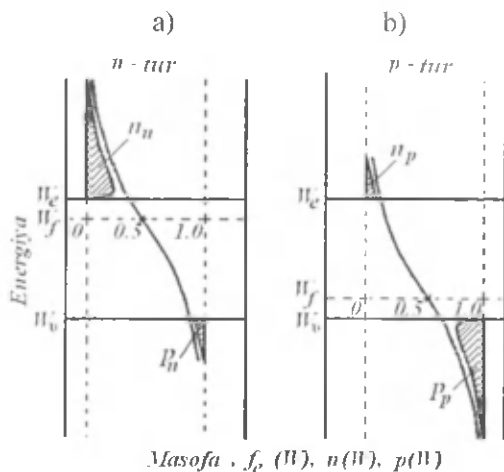 a) b)
n - tur p - tur
n_n n_p
W_c W_c
W_f 0 0.5 1.0
W_f 0 0.5 1.0
W_v W_v
P_n P_p
Energiya
Masofa , f_e (W), n(W), p(W)